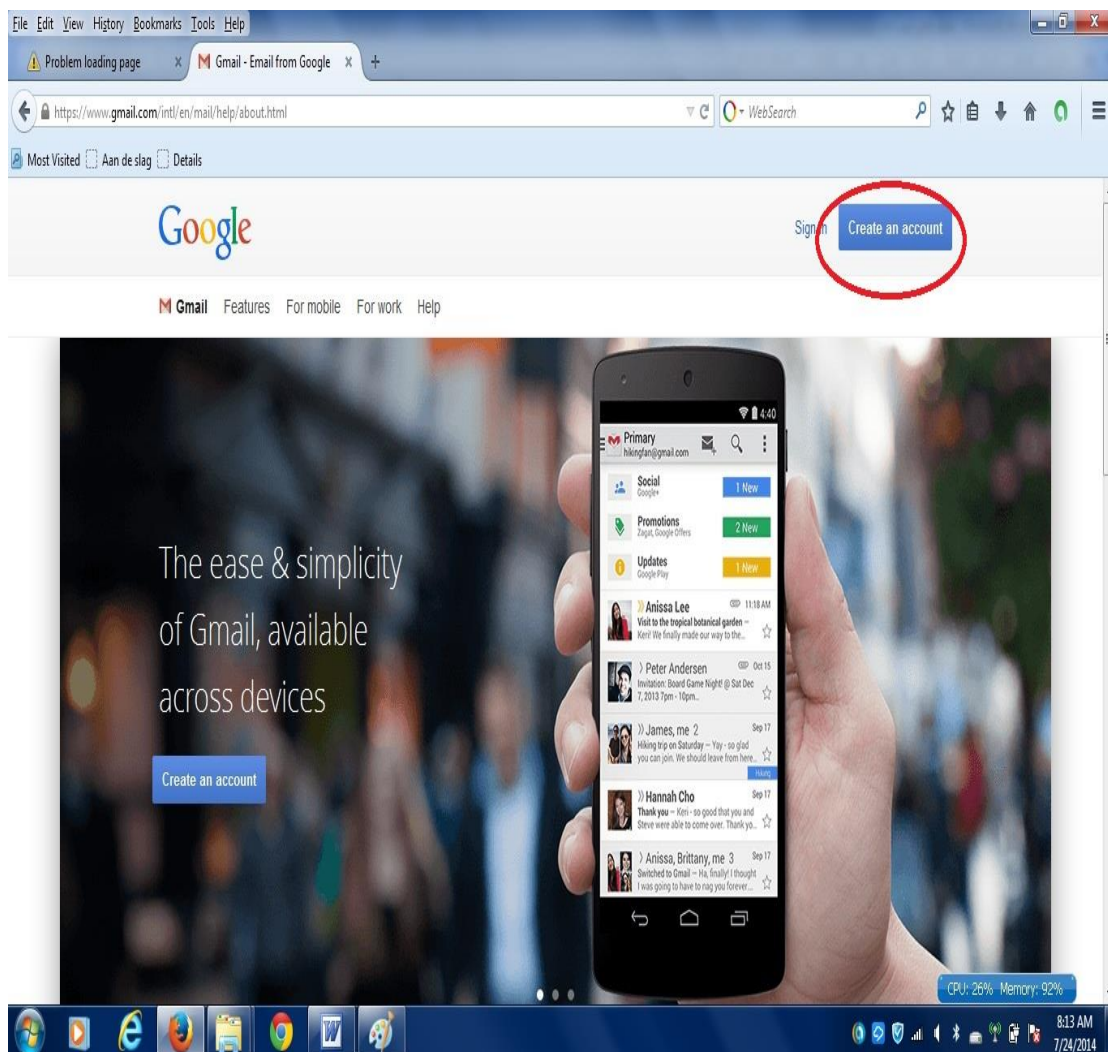 File Edit View History Bookmarks Tools Help
Problem loading page x M Gmail - Email from Google x +
https://www.gmail.com/intl/en/mail/help/about.html WebSearch
Most Visited Aan de slag Details
Google Sign in Create an account
Gmail Features For mobile For work Help
4:40
Primary
hikingfan@gmail.com
Social 1 New
Google+
Promotions 2 New
Zagat, Google Offers
Updates 1 New
Google Play
Anissa Lee 11:18 AM
Visit to the tropical botanical garden –
Keri! We finally made our way to the...
Peter Andersen Oct 15
Invitation: Board Game Night! @ Sat Dec
7, 2013 7pm - 10pm...
James, me 2 Sep 17
Hiking trip on Saturday – Yay - so glad
you can join. We should leave from here...
Hiking
Hannah Cho Sep 17
Thank you – Keri - so good that you and
Steve were able to come over. Thank yo...
Anissa, Brittany, me 3 Sep 17
Switched to Gmail – Ha, finally! I thought
I was going to have to nag you forever...
The ease & simplicity
of Gmail, available
across devices
Create an account
CPU: 26% Memory: 92%
8:13 AM
7/24/2014